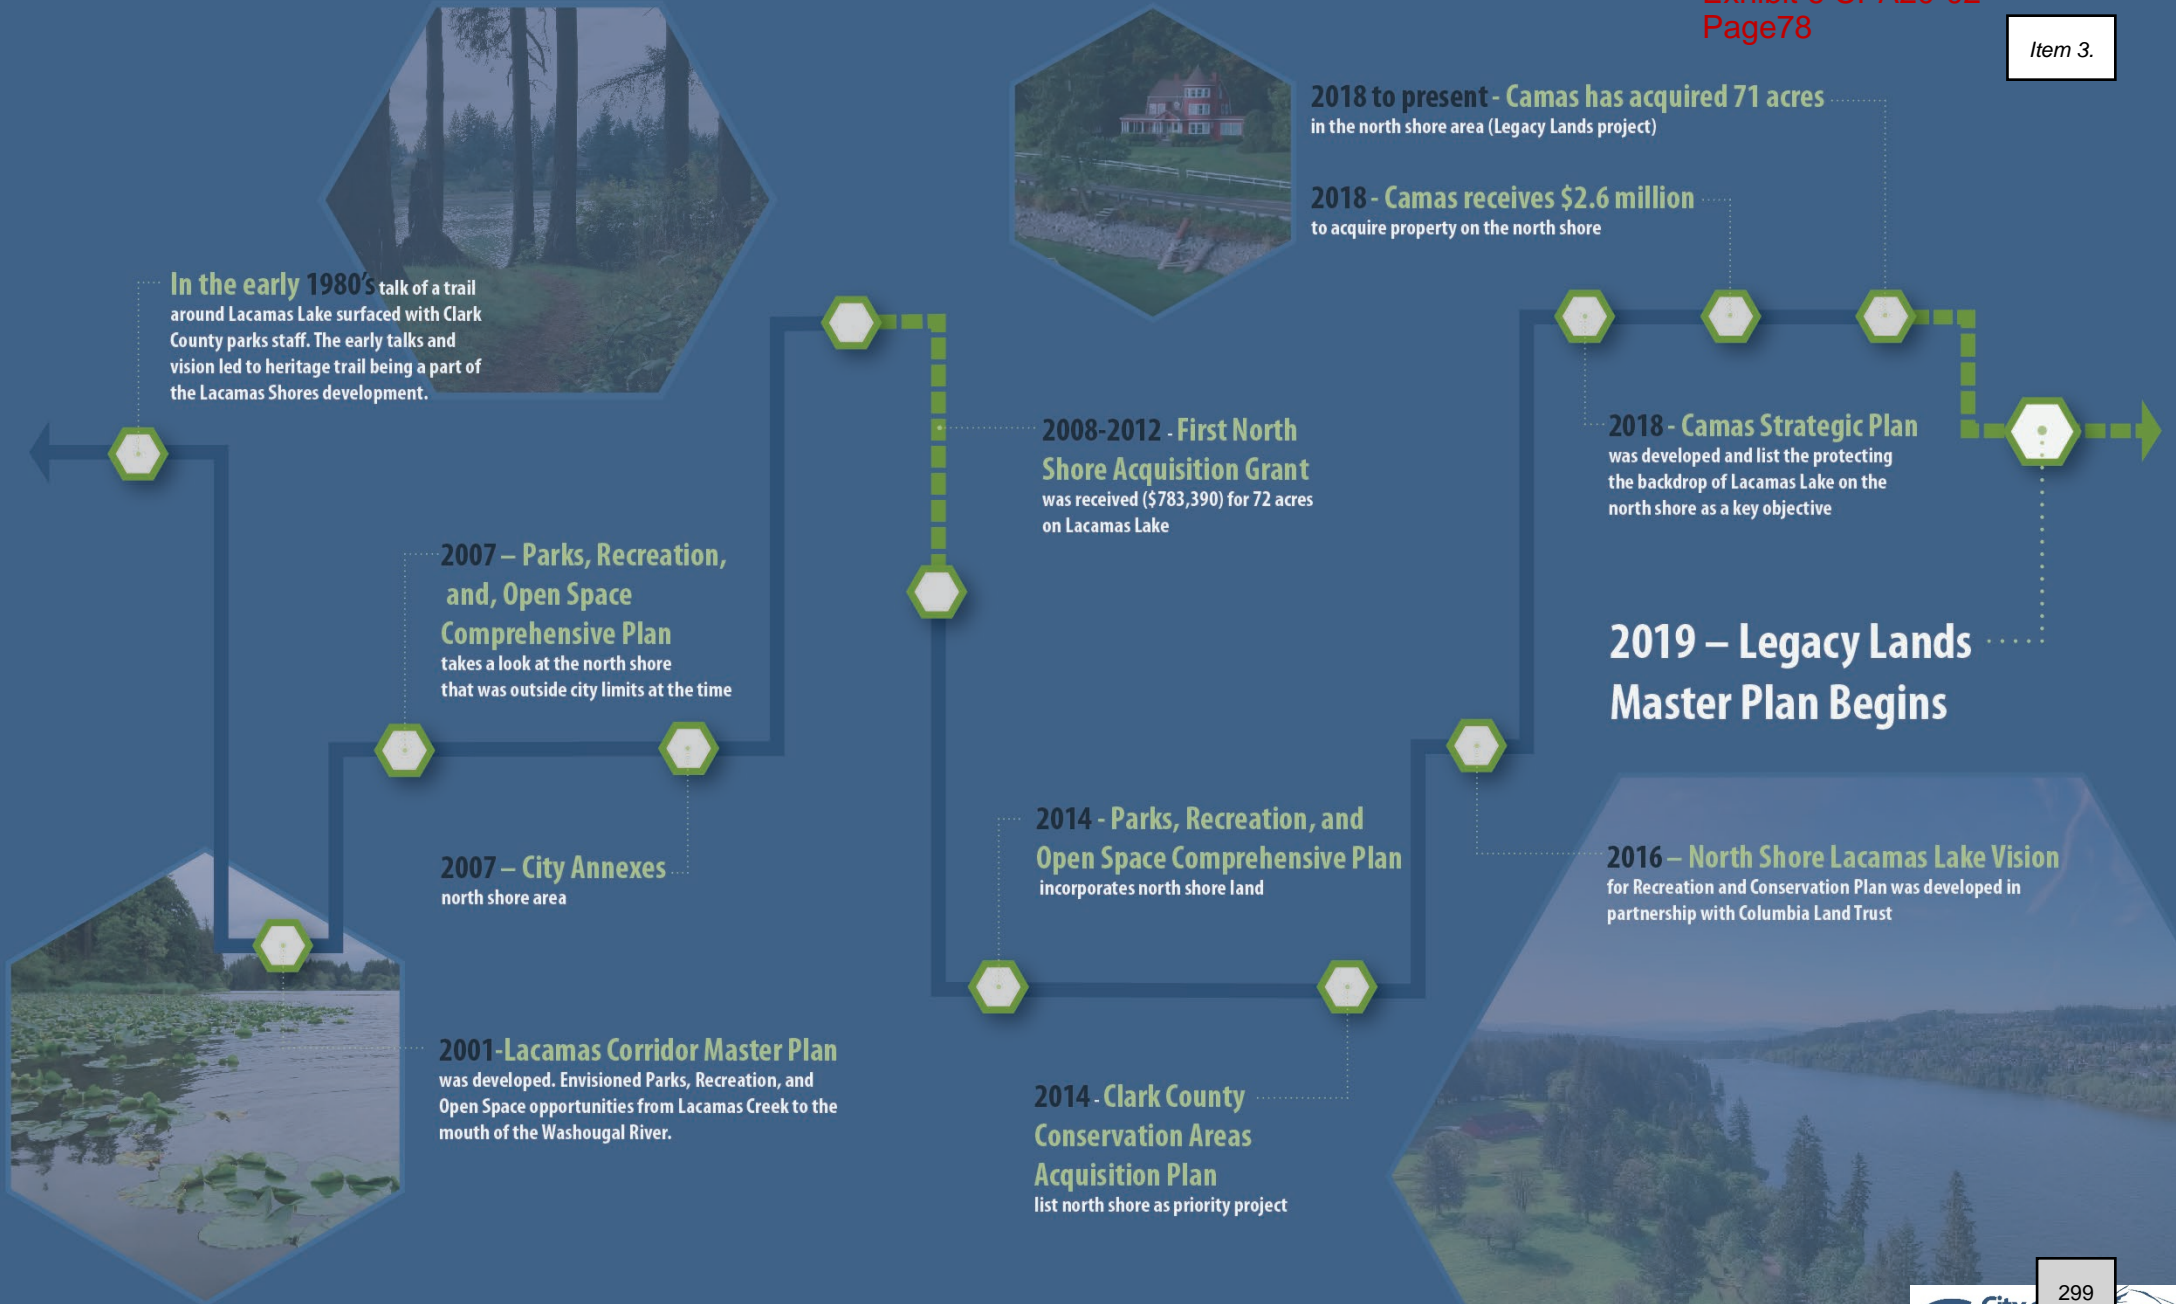 Page78
Item 3.
2018 to present - Camas has acquired 71 acres
in the north shore area (Legacy Lands project)
2018 - Camas receives $2.6 million
to acquire property on the north shore
In the early 1980's talk of a trail
around Lacamas Lake surfaced with Clark
County parks staff. The early talks and
vision led to heritage trail being a part of
the Lacamas Shores development.
2008-2012 - First North
Shore Acquisition Grant
was received ($783,390) for 72 acres
on Lacamas Lake
2018 - Camas Strategic Plan
was developed and list the protecting
the backdrop of Lacamas Lake on the
north shore as a key objective
2007 – Parks, Recreation,
and, Open Space
Comprehensive Plan
takes a look at the north shore
that was outside city limits at the time
2019 – Legacy Lands
Master Plan Begins
2007 – City Annexes
north shore area
2014 - Parks, Recreation, and
Open Space Comprehensive Plan
incorporates north shore land
2016 – North Shore Lacamas Lake Vision
for Recreation and Conservation Plan was developed in
partnership with Columbia Land Trust
2001-Lacamas Corridor Master Plan
was developed. Envisioned Parks, Recreation, and
Open Space opportunities from Lacamas Creek to the
mouth of the Washougal River.
2014 - Clark County
Conservation Areas
Acquisition Plan
list north shore as priority project
299